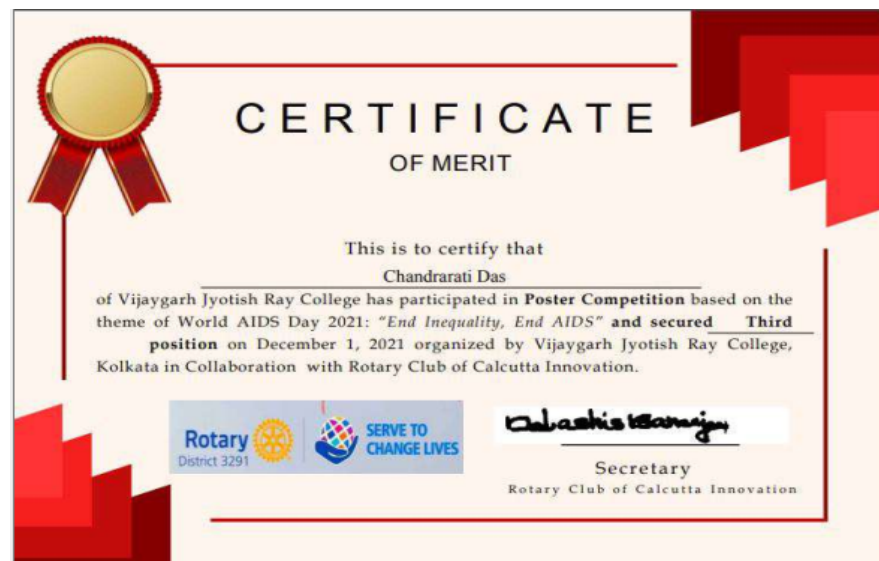 CERTIFICATE
OF MERIT
This is to certify that
Chandrarati Das
of Vijaygarh Jyotish Ray College has participated in Poster Competition based on the
theme of World AIDS Day 2021: “End Inequality, End AIDS” and secured Third
position on December 1, 2021 organized by Vijaygarh Jyotish Ray College,
Kolkata in Collaboration with Rotary Club of Calcutta Innovation.
Rotary
District 3291
SERVE TO
CHANGE LIVES
Secretary
Rotary Club of Calcutta Innovation